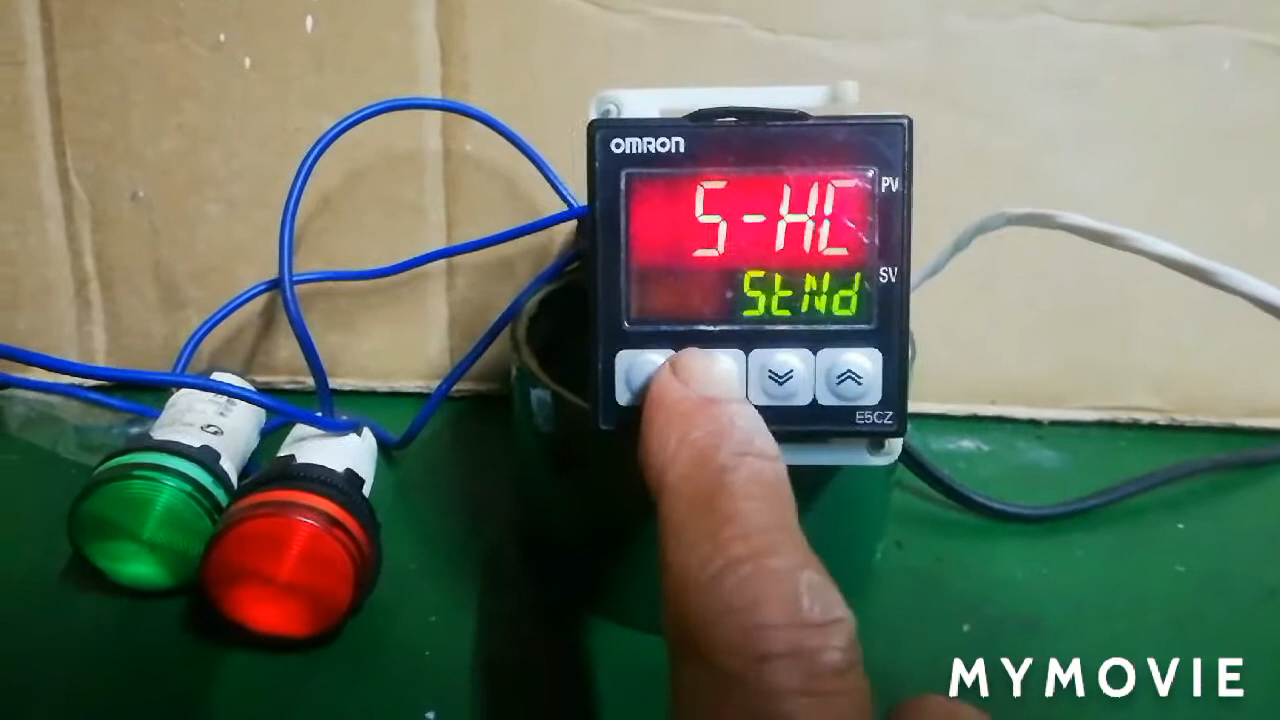 OMRON
PV
S-HC
SV
StNd
E5CZ
MYMOVIE